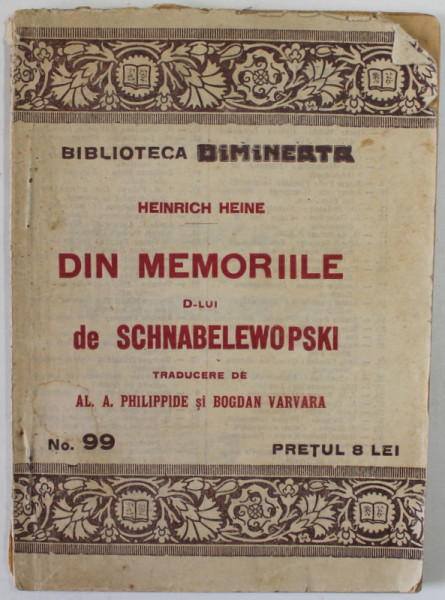 BIBLIOTECA DIMINEAȚA
HEINRICH HEINE
DIN MEMORIILE
D-LUI
de SCHNABELEWOPSKI
TRADUCERE DE
AL. A. PHILIPPIDE și BOGDAN VARVARA
No. 99
PREȚUL 8 LEI